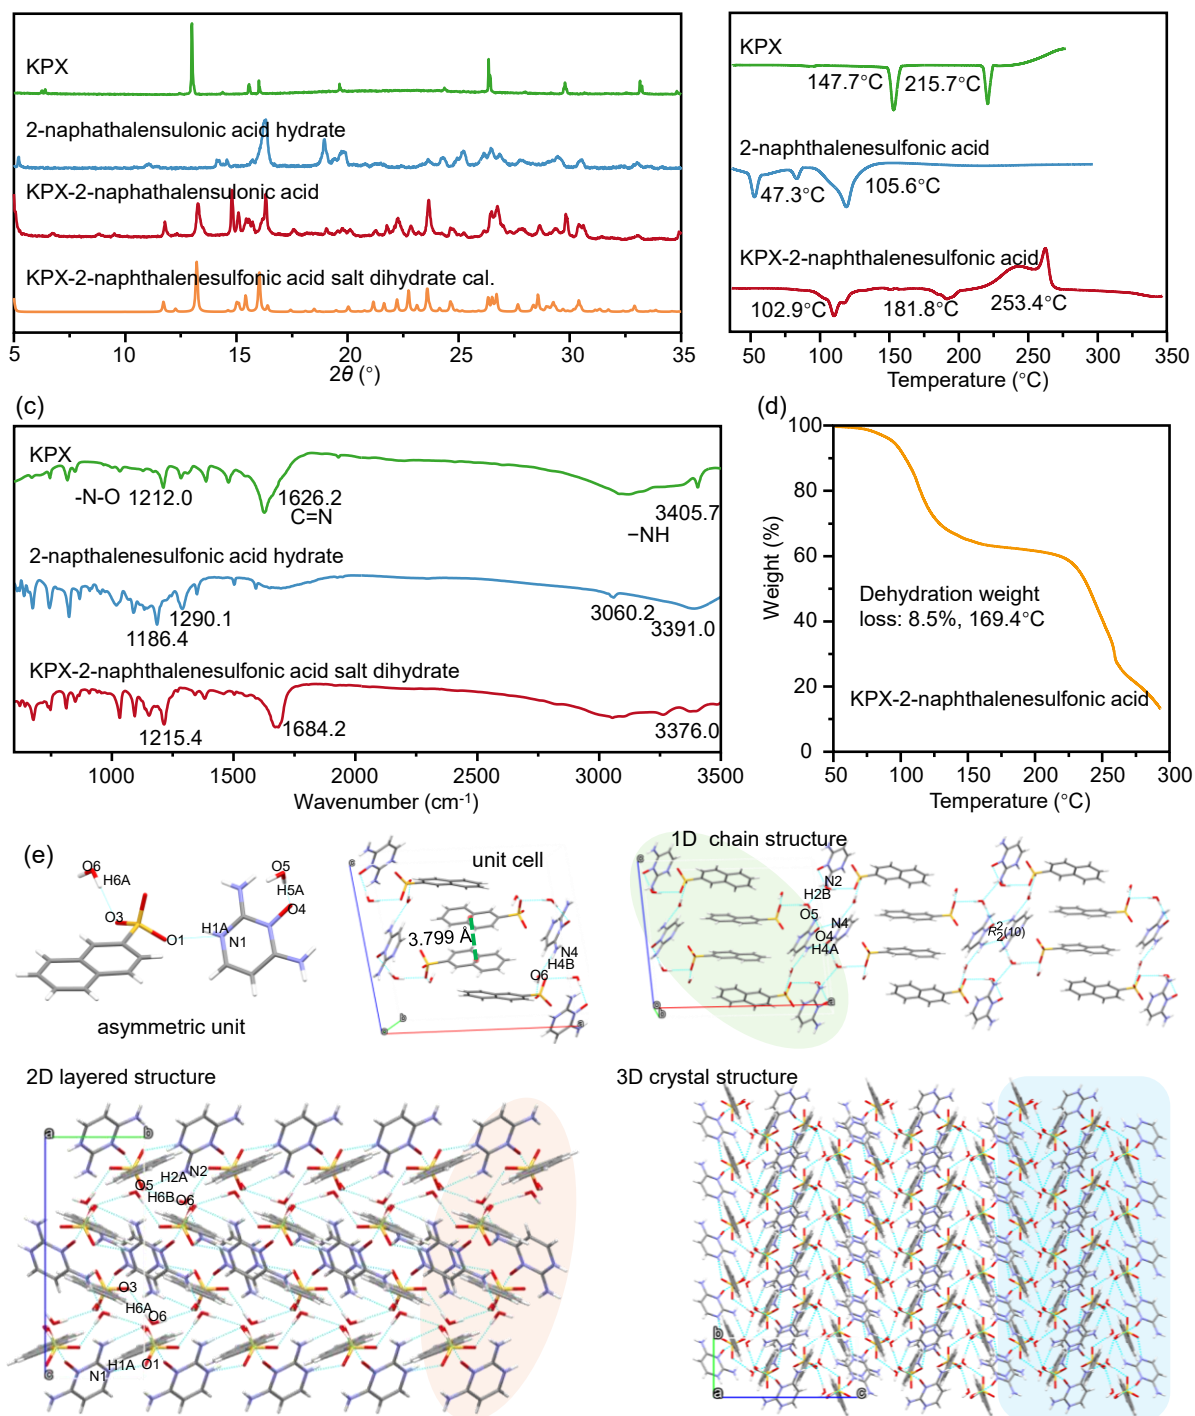 KPX
2-naphathalensulonic acid hydrate
KPX-2-naphathalensulonic acid
KPX-2-naphthalenesulfonic acid salt dihydrate cal.
5 10 15 20 25 30 35
2θ (°)
KPX
147.7°C 215.7°C
2-naphthalenesulfonic acid
47.3°C 105.6°C
KPX-2-naphthalenesulfonic acid
102.9°C 181.8°C 253.4°C
50 100 150 200 250 300 350
Temperature (°C)
(c)
KPX
-N-O 1212.0 1626.2
C=N
3405.7
−NH
2-napthalenesulfonic acid hydrate
1290.1
1186.4
3060.2
3391.0
KPX-2-naphthalenesulfonic acid salt dihydrate
1215.4
1684.2
3376.0
1000 1500 2000 2500 3000 3500
Wavenumber (cm⁻¹)
(d)
100
80
60
40
20
0
Weight (%)
Dehydration weight
loss: 8.5%, 169.4°C
KPX-2-naphthalenesulfonic acid
50 100 150 200 250 300
Temperature (°C)
(e)
O6
H6A
O3
O1
O5
H5A
O4
H1A
N1
asymmetric unit
unit cell
c
3.799 Å
N4
H4B
O6
b
o
a
1D chain structure
c
N2
H2B
O5
N4
O4
H4A
R²₂(10)
o
b
a
2D layered structure
a b
N2
H2A
O5
H6B O6
O3
H6A
O6
H1A O1
N1
c
3D crystal structure
b
a c